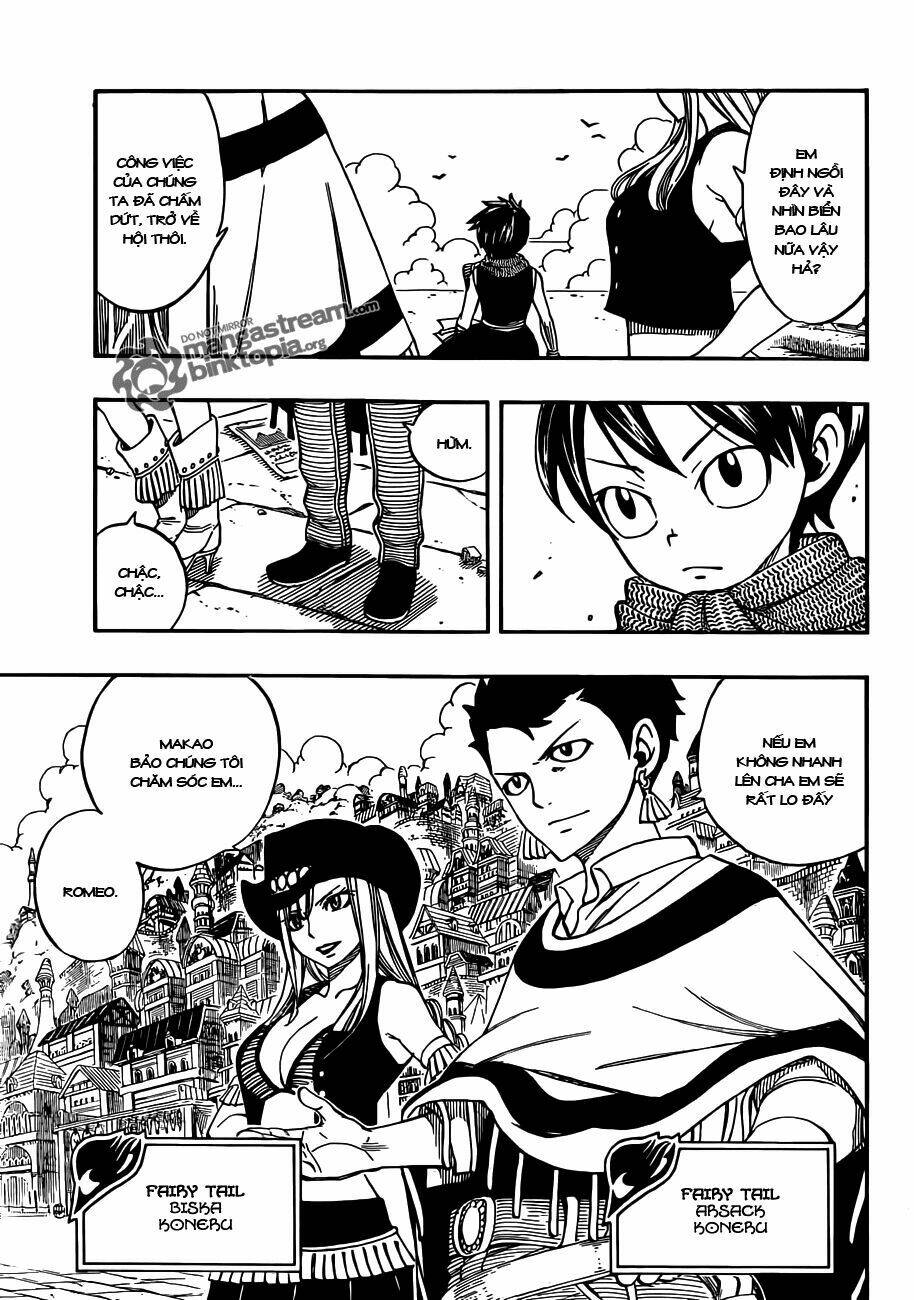 EM
ĐỊNH NGỒI
ĐÂY VÀ
NHÌN BIỂN
BAO LÂU
NỮA VẬY
HẢ?
CÔNG VIỆC
CỦA CHÚNG
TA ĐÃ CHẤM
DỨT, TRỞ VỀ
HỘI THÔI.
DO NOT MIRROR
mangastream.com
binktopia.org
HỪM.
CHẬC,
CHẬC...
NẾU EM
KHÔNG NHANH
LÊN CHA EM SẼ
RẤT LO ĐẤY
MAKAO
BẢO CHÚNG TÔI
CHĂM SÓC EM...
ROMEO.
FAIRY TAIL
ARSACK
KONERU
FAIRY TAIL
BISKA
KONERU